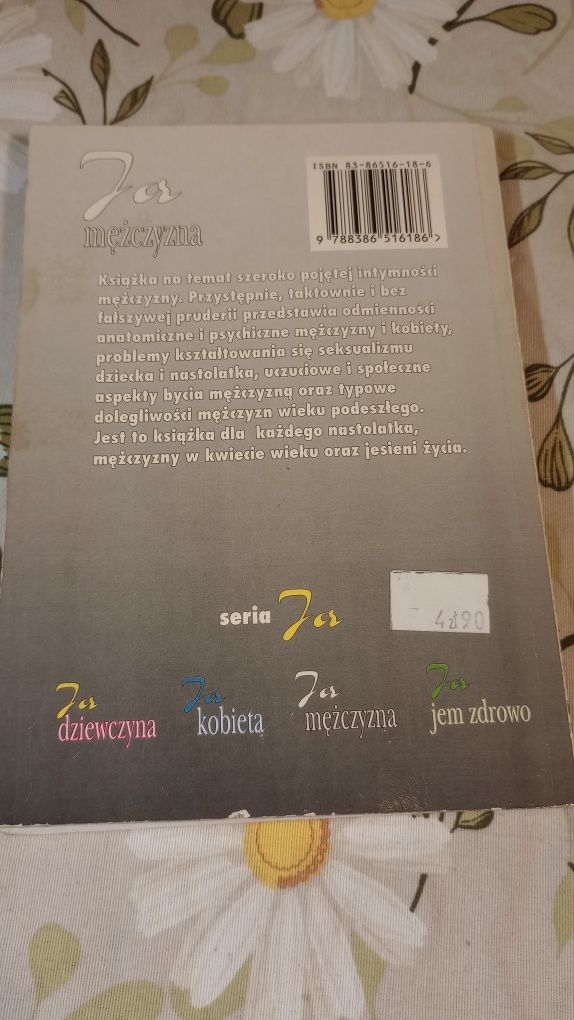 Ja
mężczyzna
ISBN 83-86516-18-6
9 788386 516186 >
Książka na temat szeroko pojętej intymności
mężczyzny. Przystępnie, taktownie i bez
fałszywej pruderii przedstawia odmienności
anatomiczne i psychiczne mężczyzny i kobiety,
problemy kształtowania się seksualizmu
dziecka i nastolatka, uczuciowe i społeczne
aspekty bycia mężczyzną oraz typowe
dolegliwości mężczyzn wieku podeszłego.
Jest to książka dla każdego nastolatka,
mężczyzny w kwiecie wieku oraz jesieni życia.
seria Ja
4zł90
Ja
dziewczyna
Ja
kobieta
Ja
mężczyzna
Ja
jem zdrowo